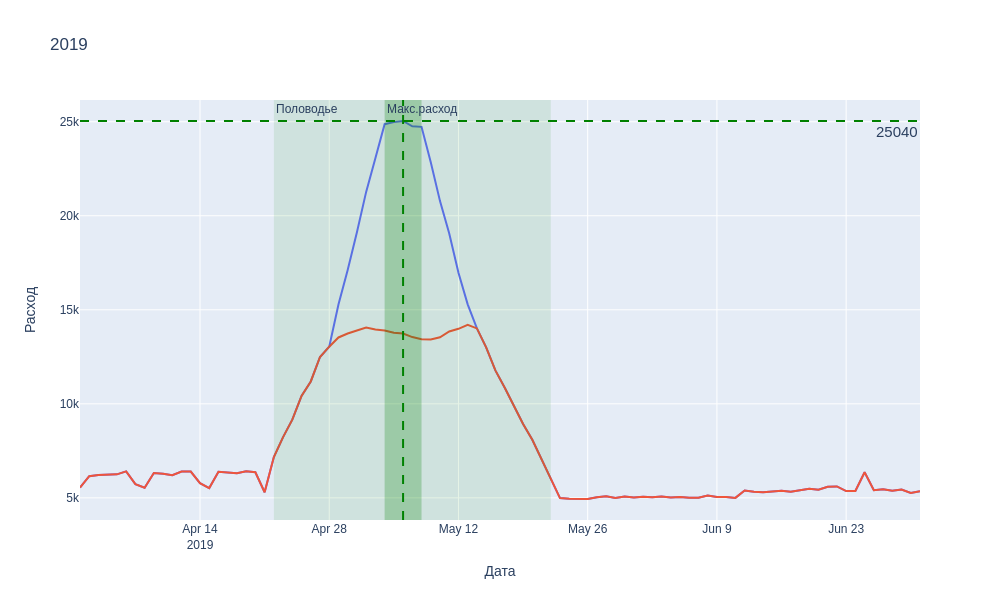 2019
Половодье
Макс.расход
25k
25040
20k
15k
10k
5k
Расход
Apr 14
2019
Apr 28
May 12
May 26
Jun 9
Jun 23
Дата